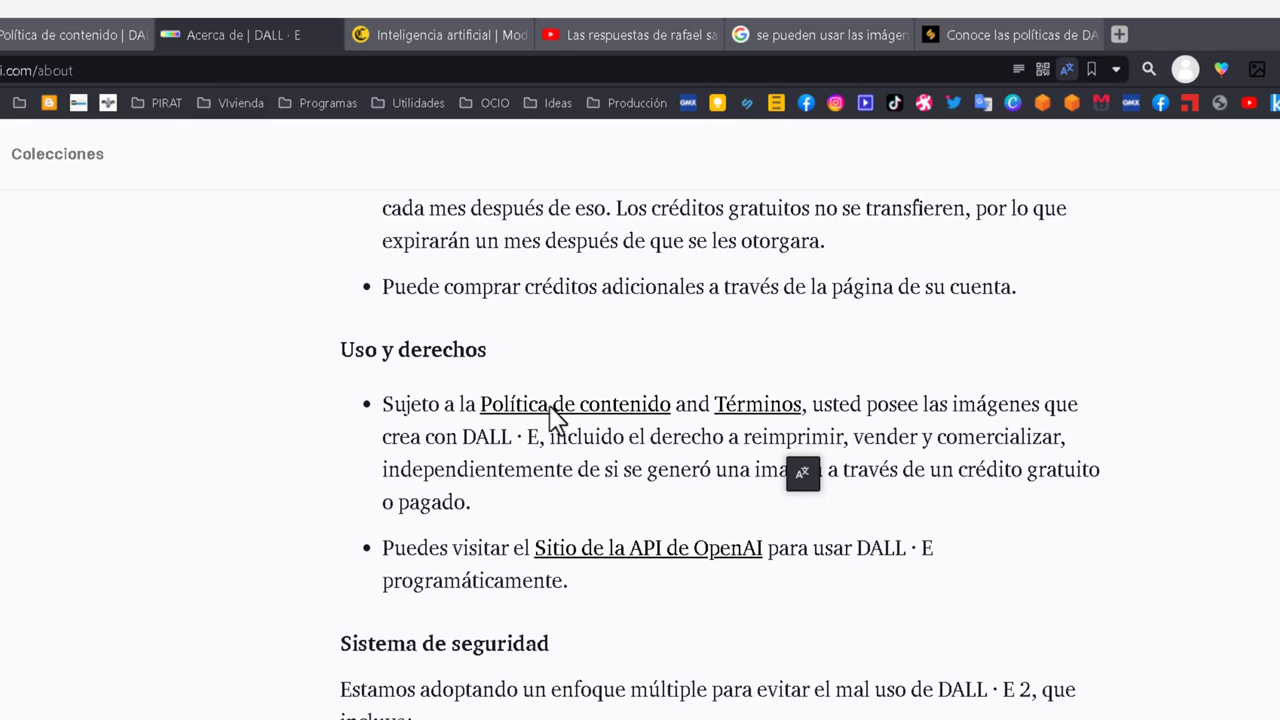 Política de contenido | DA
Acerca de | DALL · E
Inteligencia artificial | Mod
Las respuestas de rafael sa
se pueden usar las imágen
Conoce las políticas de DA
i.com/about
PIRAT
VIvienda
Programas
Utilidades
OCIO
Ideas
Producción
GMX
GMX
Colecciones
cada mes después de eso. Los créditos gratuitos no se transfieren, por lo que
expirarán un mes después de que se les otorgara.
• Puede comprar créditos adicionales a través de la página de su cuenta.
Uso y derechos
• Sujeto a la Política de contenido and Términos, usted posee las imágenes que
crea con DALL · E, incluido el derecho a reimprimir, vender y comercializar,
independientemente de si se generó una ima a través de un crédito gratuito
o pagado.
• Puedes visitar el Sitio de la API de OpenAI para usar DALL · E
programáticamente.
Sistema de seguridad
Estamos adoptando un enfoque múltiple para evitar el mal uso de DALL · E 2, que